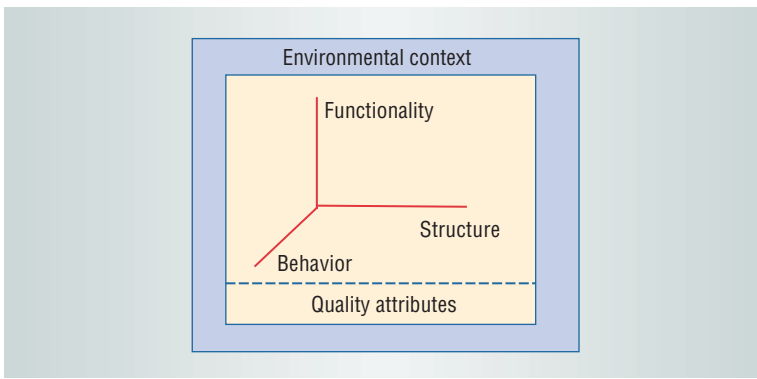 Environmental context
Functionality
Structure
Behavior
Quality attributes